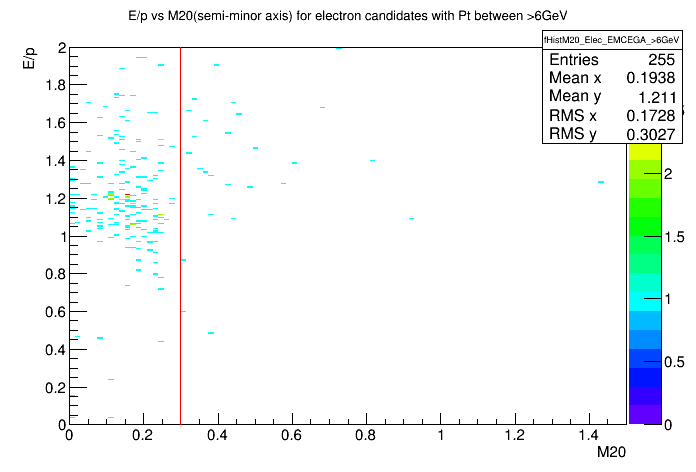 E/p vs M20(semi-minor axis) for electron candidates with Pt between >6GeV
fHistM20_Elec_EMCEGA_>6GeV
Entries 255
Mean x 0.1938
Mean y 1.211
RMS x 0.1728
RMS y 0.3027
E/p
2
1.8
1.6
1.4
1.2
1
0.8
0.6
0.4
0.2
0
0 0.2 0.4 0.6 0.8 1 1.2 1.4
M20
2
1.5
1
0.5
0